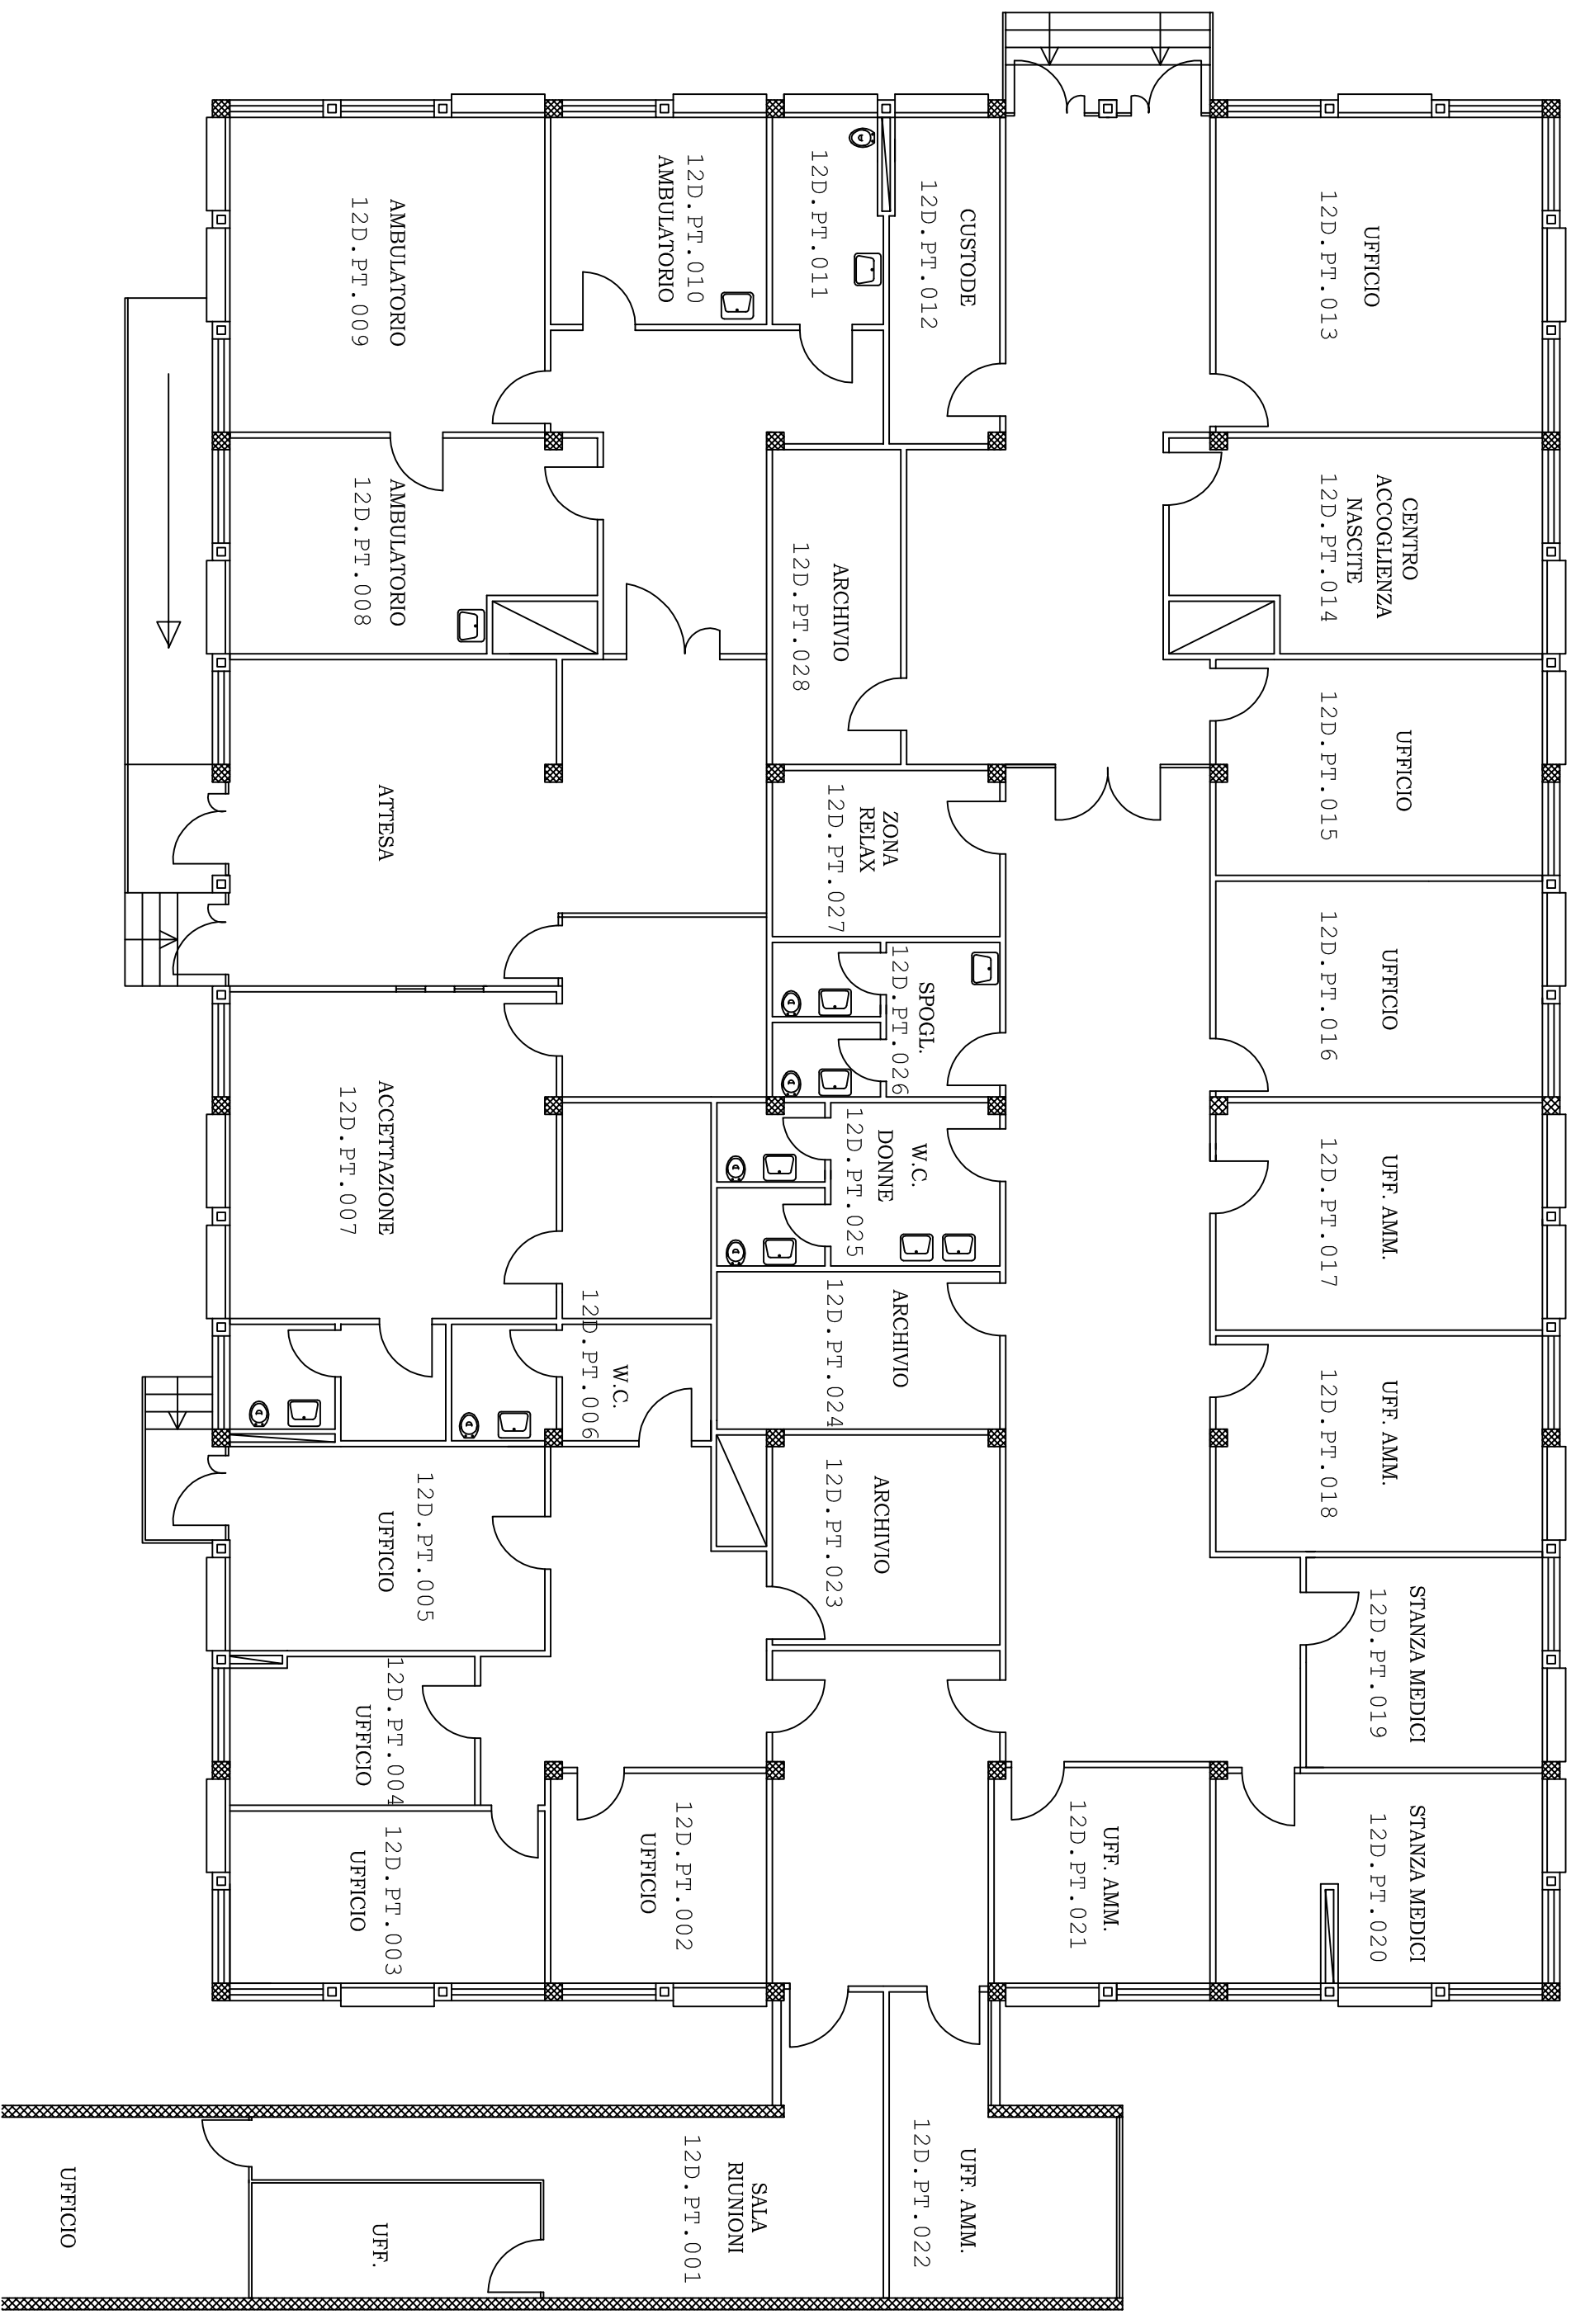 UFFICIO
12D.PT.013
CENTRO
ACCOGLIENZA
NASCITE
12D.PT.014
UFFICIO
12D.PT.015
UFFICIO
12D.PT.016
UFF. AMM.
12D.PT.017
UFF. AMM.
12D.PT.018
STANZA MEDICI
12D.PT.019
STANZA MEDICI
12D.PT.020
UFF. AMM.
12D.PT.021
UFF. AMM.
12D.PT.022
CUSTODE
12D.PT.012
12D.PT.011
ARCHIVIO
12D.PT.028
ZONA
RELAX
12D.PT.027
SPOGL.
12D.PT.026
W.C.
DONNE
12D.PT.025
ARCHIVIO
12D.PT.024
ARCHIVIO
12D.PT.023
12D.PT.010
AMBULATORIO
AMBULATORIO
12D.PT.009
AMBULATORIO
12D.PT.008
ATTESA
ACCETTAZIONE
12D.PT.007
W.C.
12D.PT.006
12D.PT.005
UFFICIO
12D.PT.004
UFFICIO
12D.PT.003
UFFICIO
12D.PT.002
UFFICIO
SALA
RIUNIONI
12D.PT.001
UFF.
UFFICIO